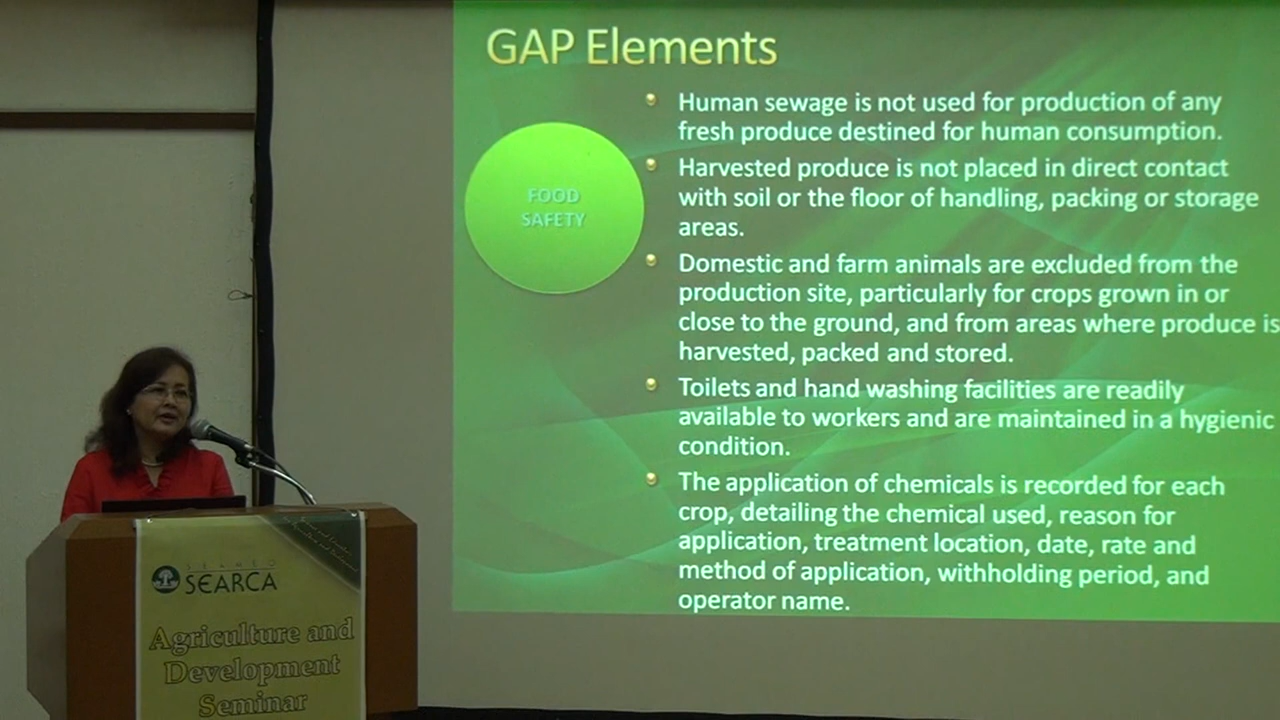 GAP Elements
Human sewage is not used for production of any
fresh produce destined for human consumption.
Harvested produce is not placed in direct contact
with soil or the floor of handling, packing or storage
areas.
Domestic and farm animals are excluded from the
production site, particularly for crops grown in or
close to the ground, and from areas where produce is
harvested, packed and stored.
Toilets and hand washing facilities are readily
available to workers and are maintained in a hygienic
condition.
The application of chemicals is recorded for each
crop, detailing the chemical used, reason for
application, treatment location, date, rate and
method of application, withholding period, and
operator name.
FOOD
SAFETY
SEAMEO
SEARCA
Agriculture and
Development
Seminar